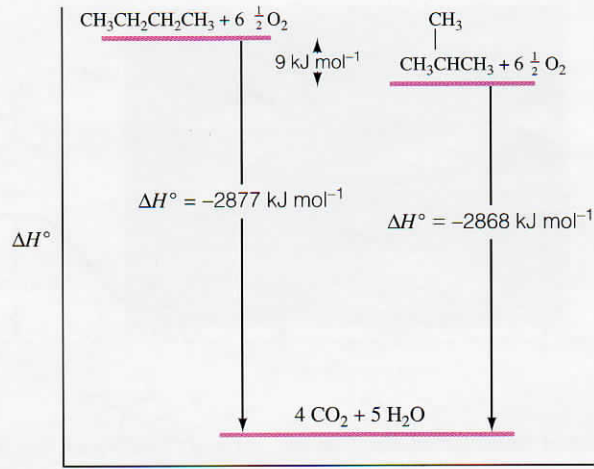 CH₃CH₂CH₂CH₃ + 6 ½ O₂
9 kJ mol⁻¹
CH₃
|
CH₃CHCH₃ + 6 ½ O₂
ΔH° = −2877 kJ mol⁻¹
ΔH° = −2868 kJ mol⁻¹
ΔH°
4 CO₂ + 5 H₂O